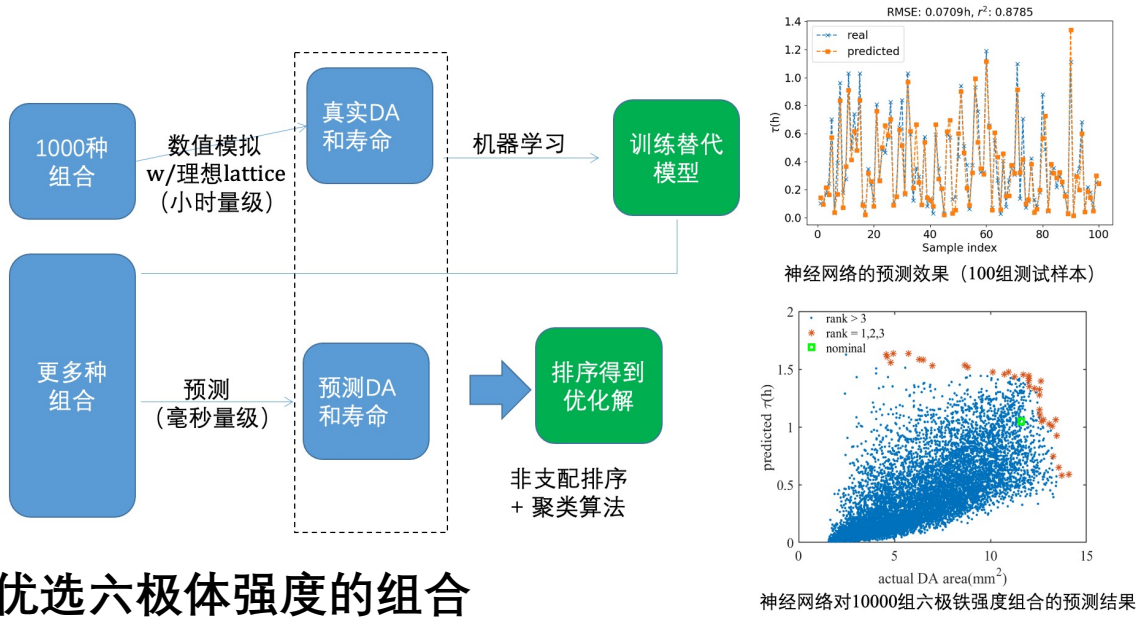 1000种
组合
数值模拟
w/理想lattice
（小时量级）
真实DA
和寿命
机器学习
训练替代
模型
更多种
组合
预测
（毫秒量级）
预测DA
和寿命
排序得到
优化解
非支配排序
+ 聚类算法
优选六极体强度的组合
RMSE: 0.0709h, r²: 0.8785
real
predicted
τ(h)
1.4
1.2
1.0
0.8
0.6
0.4
0.2
0.0
0 20 40 60 80 100
Sample index
神经网络的预测效果（100组测试样本）
rank > 3
rank = 1,2,3
nominal
predicted τ(h)
2
1.5
1
0.5
0
0 5 10 15
actual DA area(mm²)
神经网络对10000组六极铁强度组合的预测结果